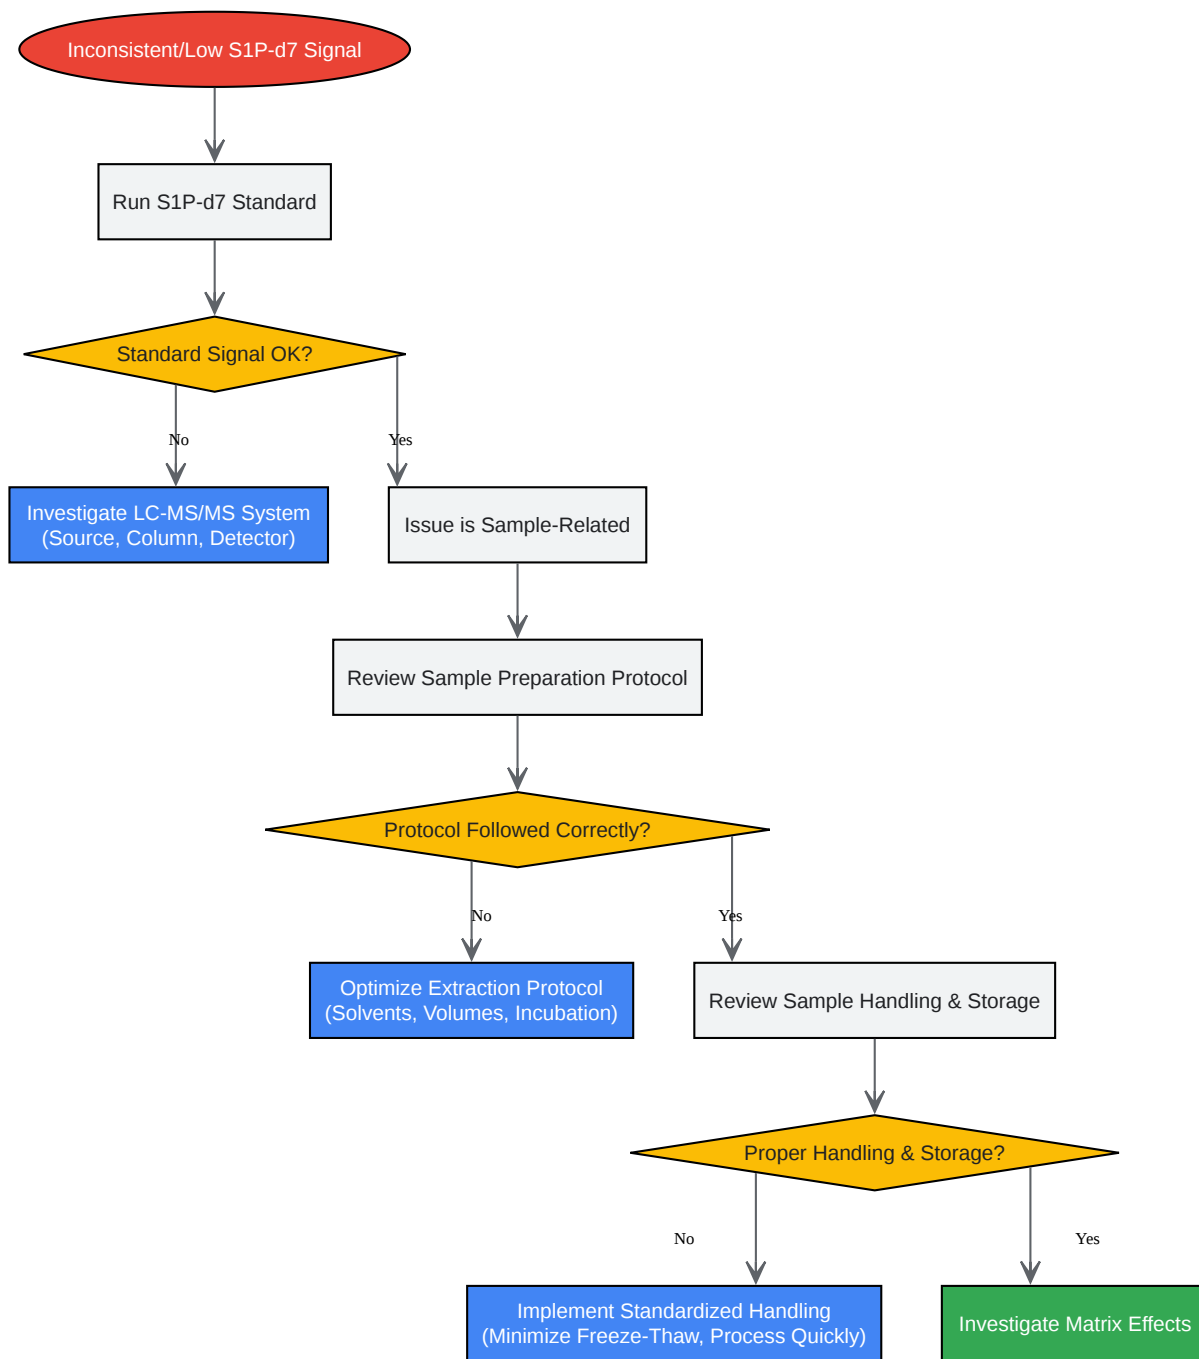 Inconsistent/Low S1P-d7 Signal
Run S1P-d7 Standard
Standard Signal OK?
No
Yes
Investigate LC-MS/MS System
(Source, Column, Detector)
Issue is Sample-Related
Review Sample Preparation Protocol
Protocol Followed Correctly?
No
Yes
Optimize Extraction Protocol
(Solvents, Volumes, Incubation)
Review Sample Handling & Storage
Proper Handling & Storage?
No
Yes
Implement Standardized Handling
(Minimize Freeze-Thaw, Process Quickly)
Investigate Matrix Effects